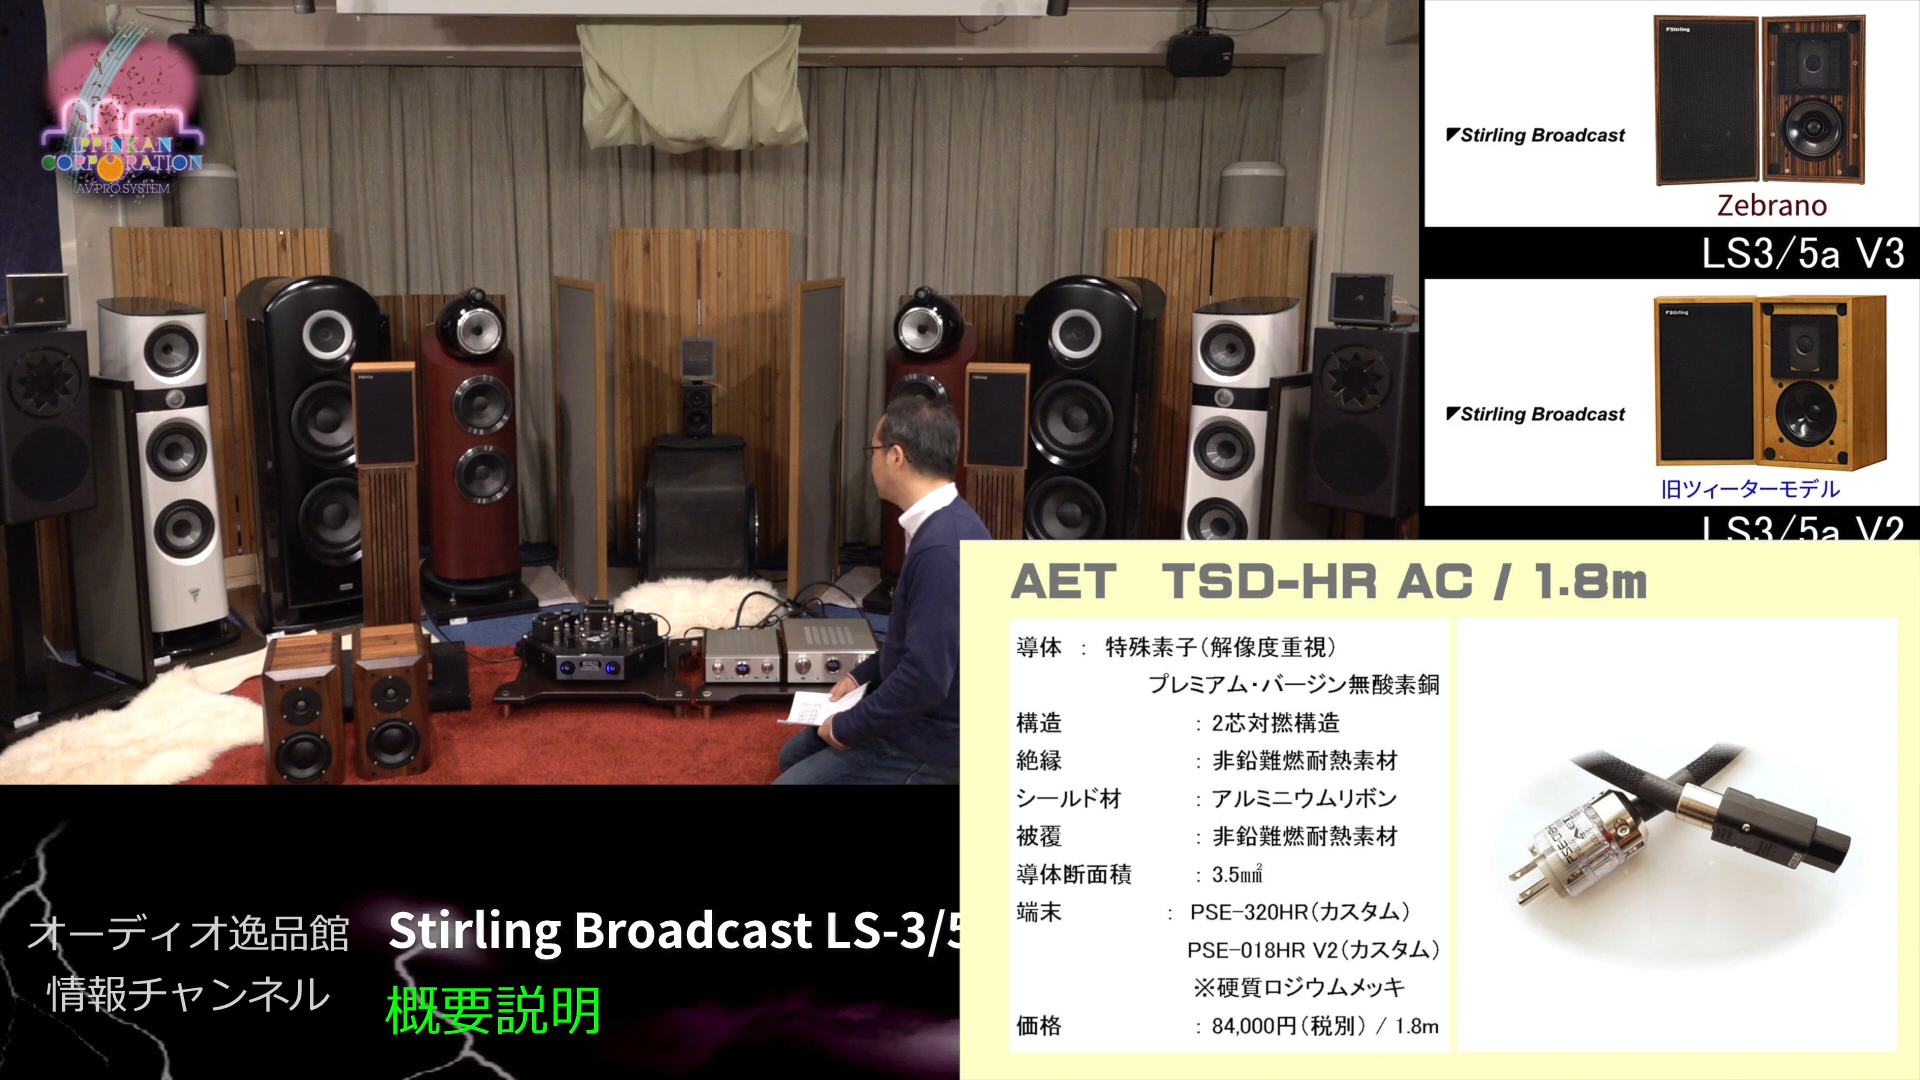 IPPINKAN
CORPORATION
AV-PRO SYSTEM
Stirling
Stirling Broadcast
Zebrano
LS3/5a V3
Stirling
Stirling Broadcast
旧ツィーターモデル
LS3/5a V2
AET TSD-HR AC / 1.8m
導体 : 特殊素子(解像度重視)
プレミアム・バージン無酸素銅
構造 : 2芯対撚構造
絶縁 : 非鉛難燃耐熱素材
シールド材 : アルミニウムリボン
被覆 : 非鉛難燃耐熱素材
導体断面積 : 3.5m㎡
端末 : PSE-320HR(カスタム)
PSE-018HR V2(カスタム)
※硬質ロジウムメッキ
価格 : 84,000円(税別) / 1.8m
オーディオ逸品館
情報チャンネル
Stirling Broadcast LS-3/5
概要説明